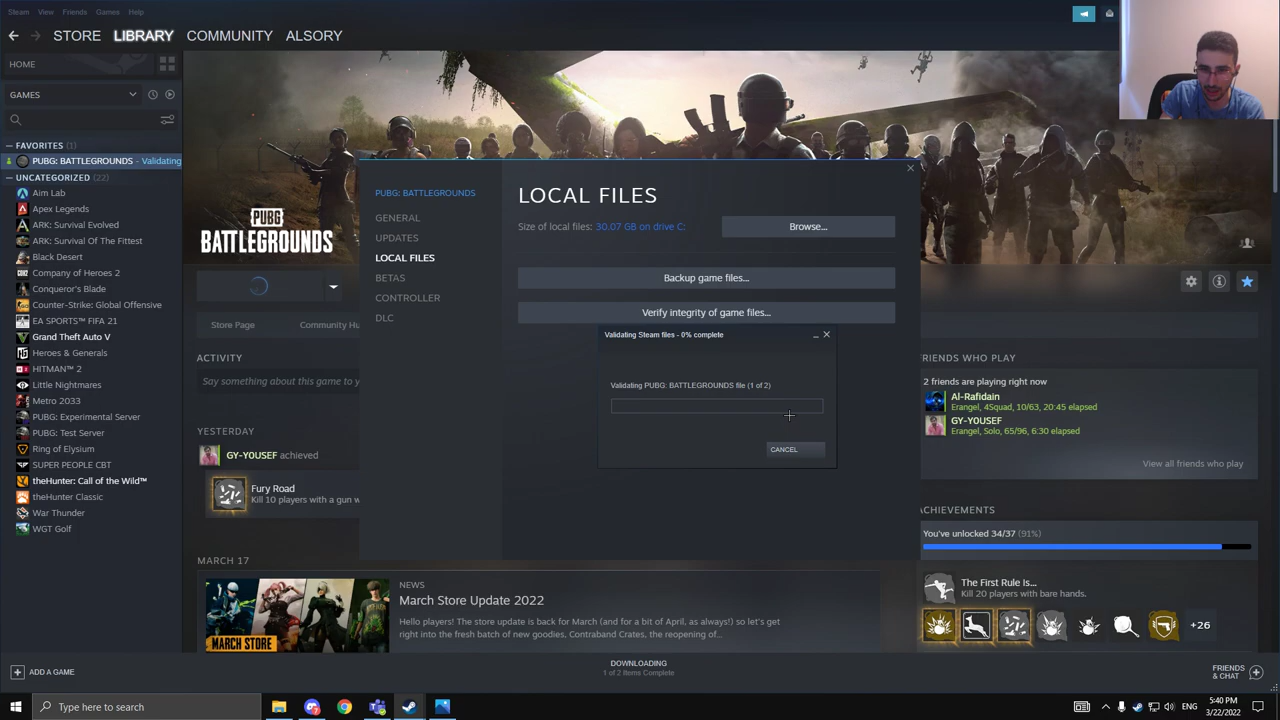 Steam View Friends Games Help
STORE LIBRARY COMMUNITY ALSORY
HOME
GAMES
FAVORITES (1)
PUBG: BATTLEGROUNDS - Validating
UNCATEGORIZED (22)
Aim Lab
Apex Legends
ARK: Survival Evolved
ARK: Survival Of The Fittest
Black Desert
Company of Heroes 2
Conqueror's Blade
Counter-Strike: Global Offensive
EA SPORTS™ FIFA 21
Grand Theft Auto V
Heroes & Generals
HITMAN™ 2
Little Nightmares
Metro 2033
PUBG: Experimental Server
PUBG: Test Server
Ring of Elysium
SUPER PEOPLE CBT
theHunter: Call of the Wild™
theHunter Classic
War Thunder
WGT Golf
ADD A GAME
PUBG
BATTLEGROUNDS
Store Page
Community Hu
ACTIVITY
Say something about this game to y
YESTERDAY
GY-Y0USEF achieved
Fury Road
Kill 10 players with a gun w
MARCH 17
MARCH STORE
NEWS
March Store Update 2022
Hello players! The store update is back for March (and for a bit of April, as always!) so let's get
right into the fresh batch of new goodies, Contraband Crates, the reopening of...
PUBG: BATTLEGROUNDS
GENERAL
UPDATES
LOCAL FILES
BETAS
CONTROLLER
DLC
LOCAL FILES
Size of local files: 30.07 GB on drive C:
Browse...
Backup game files...
Verify integrity of game files...
Validating Steam files - 0% complete
Validating PUBG: BATTLEGROUNDS file (1 of 2)
CANCEL
FRIENDS WHO PLAY
2 friends are playing right now
Al-Rafidain
Erangel, 4Squad, 10/63, 20:45 elapsed
GY-Y0USEF
Erangel, Solo, 65/96, 6:30 elapsed
View all friends who play
ACHIEVEMENTS
You've unlocked 34/37 (91%)
The First Rule Is...
Kill 20 players with bare hands.
+26
DOWNLOADING
1 of 2 Items Complete
FRIENDS
& CHAT
Type here to search
ENG
5:40 PM
3/22/2022